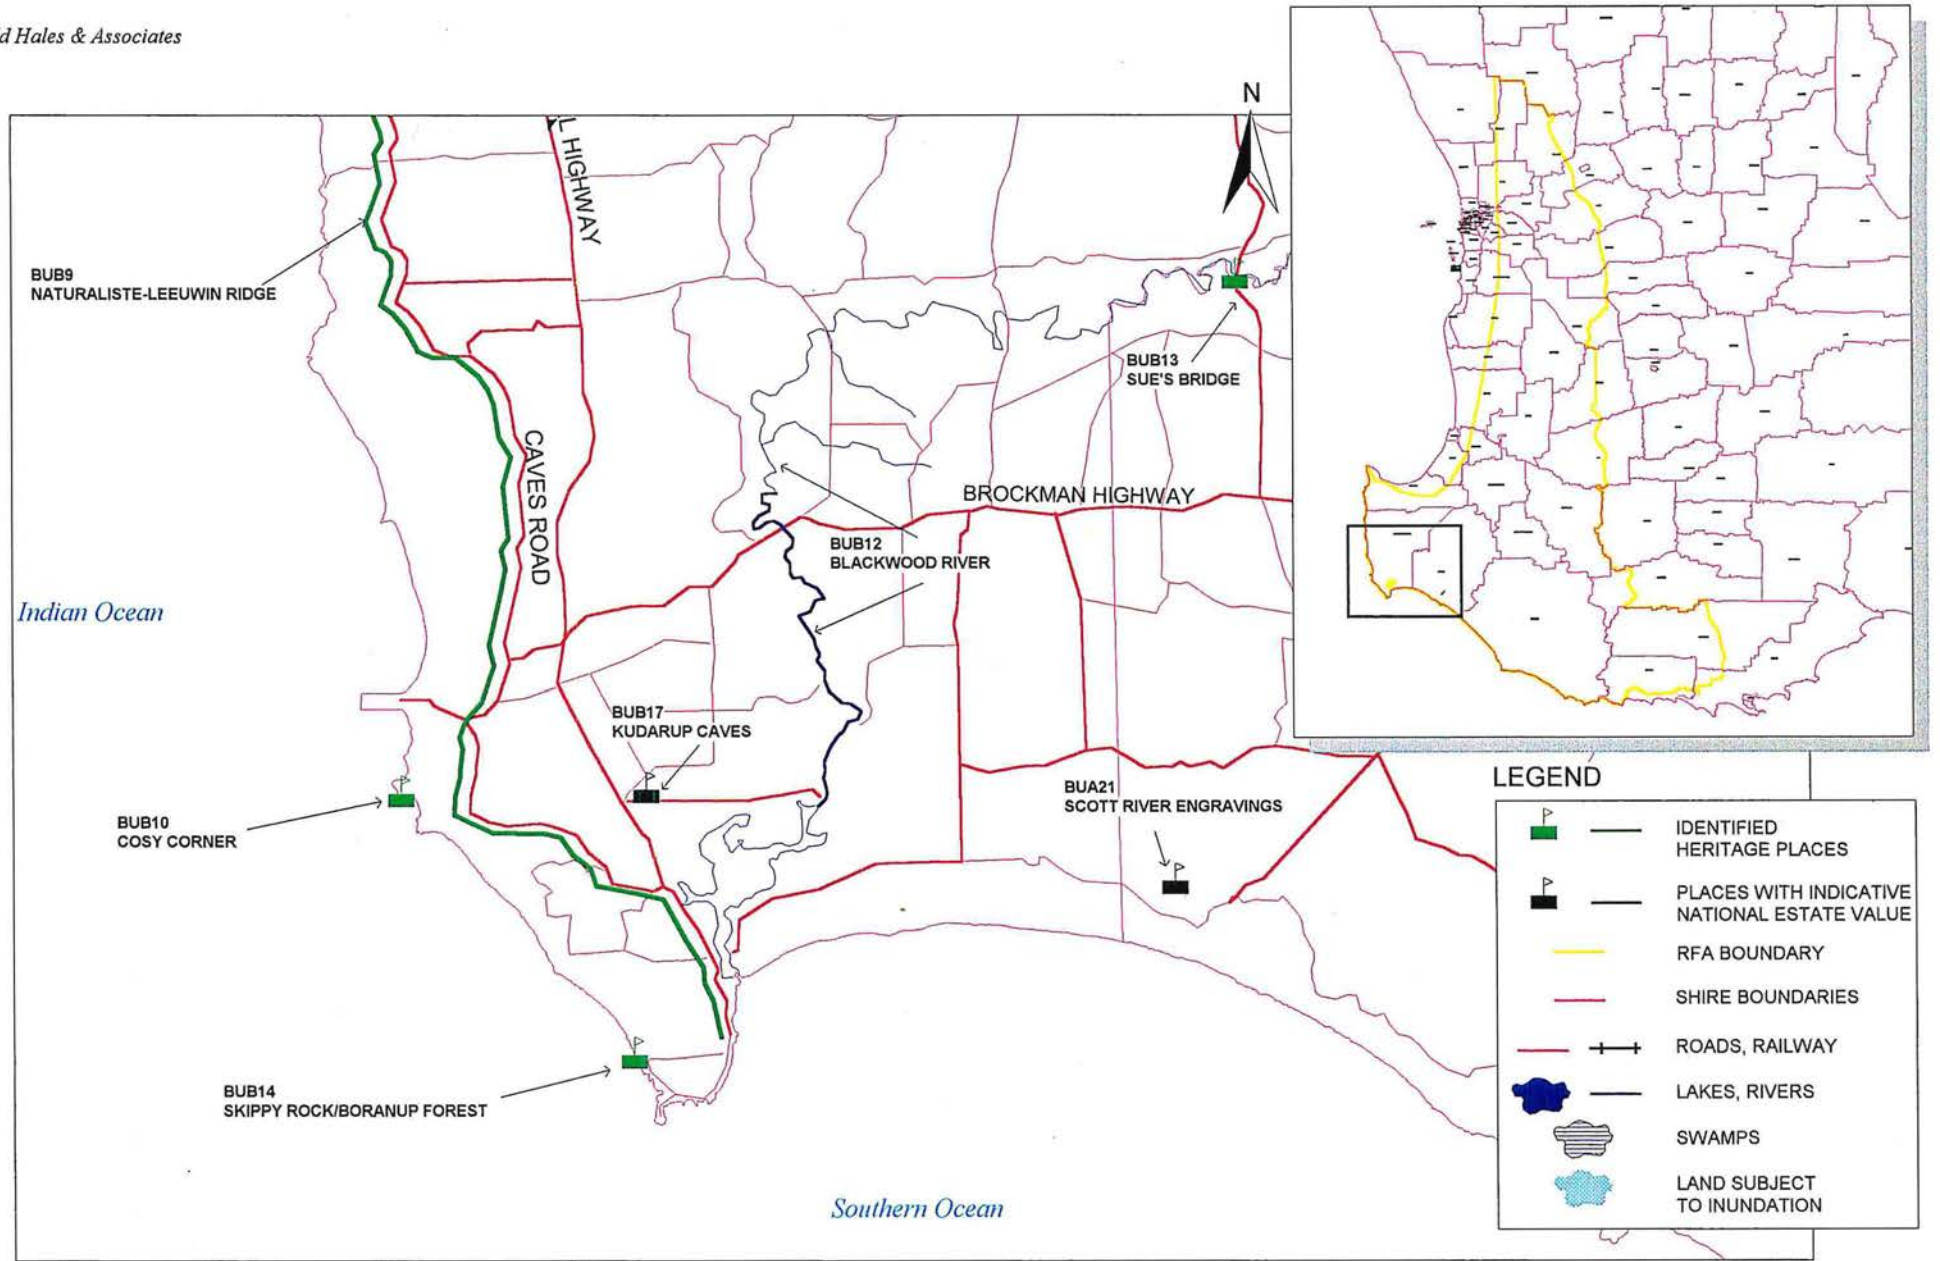 Hales & Associates
N
L HIGHWAY
BUB9
NATURALISTE-LEEUWIN RIDGE
BUB13
SUE'S BRIDGE
CAVES ROAD
BROCKMAN HIGHWAY
BUB12
BLACKWOOD RIVER
Indian Ocean
BUB17
KUDARUP CAVES
BUA21
SCOTT RIVER ENGRAVINGS
BUB10
COSY CORNER
BUB14
SKIPPY ROCK/BORANUP FOREST
Southern Ocean
LEGEND
IDENTIFIED
HERITAGE PLACES
PLACES WITH INDICATIVE
NATIONAL ESTATE VALUE
RFA BOUNDARY
SHIRE BOUNDARIES
ROADS, RAILWAY
LAKES, RIVERS
SWAMPS
LAND SUBJECT
TO INUNDATION